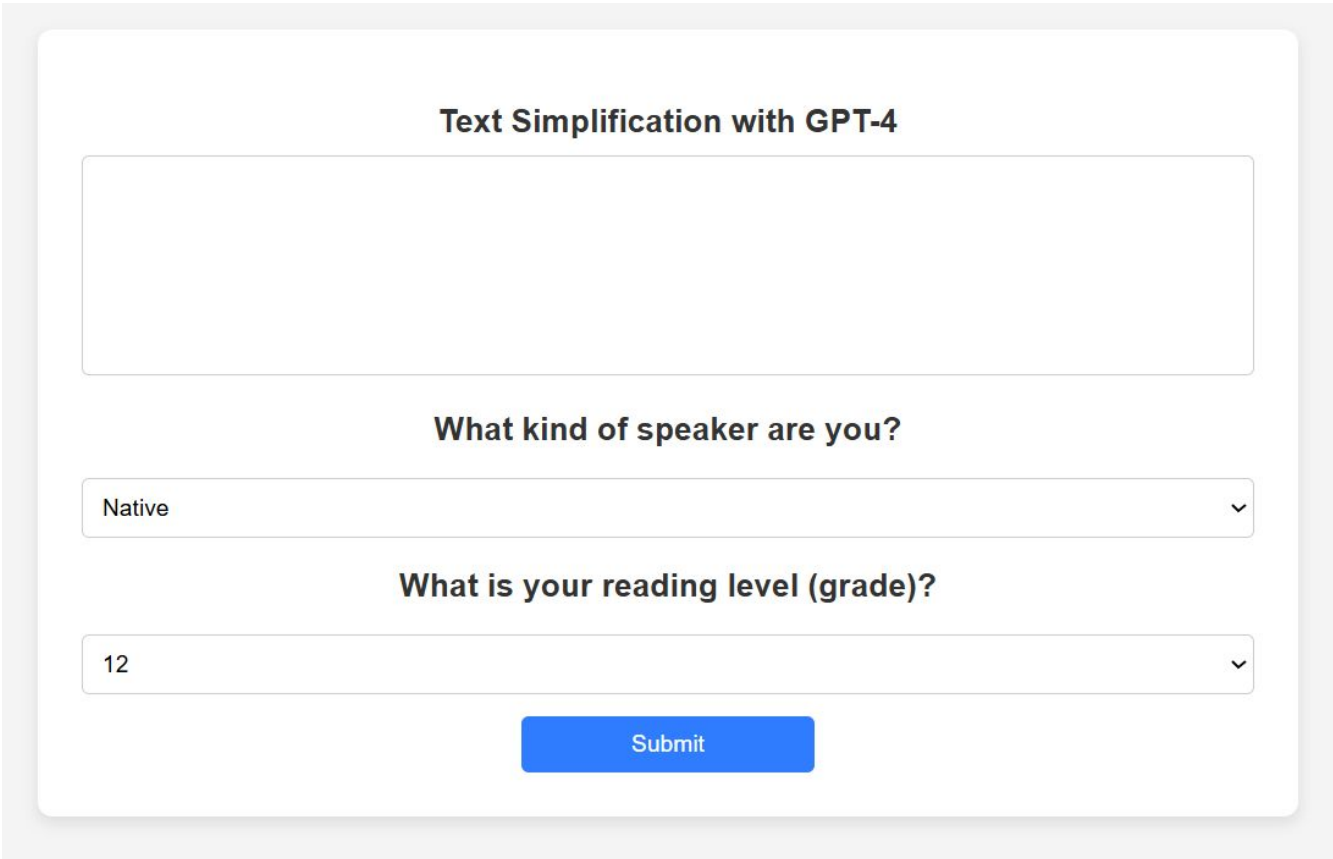 Text Simplification with GPT-4
What kind of speaker are you?
Native
What is your reading level (grade)?
12
Submit